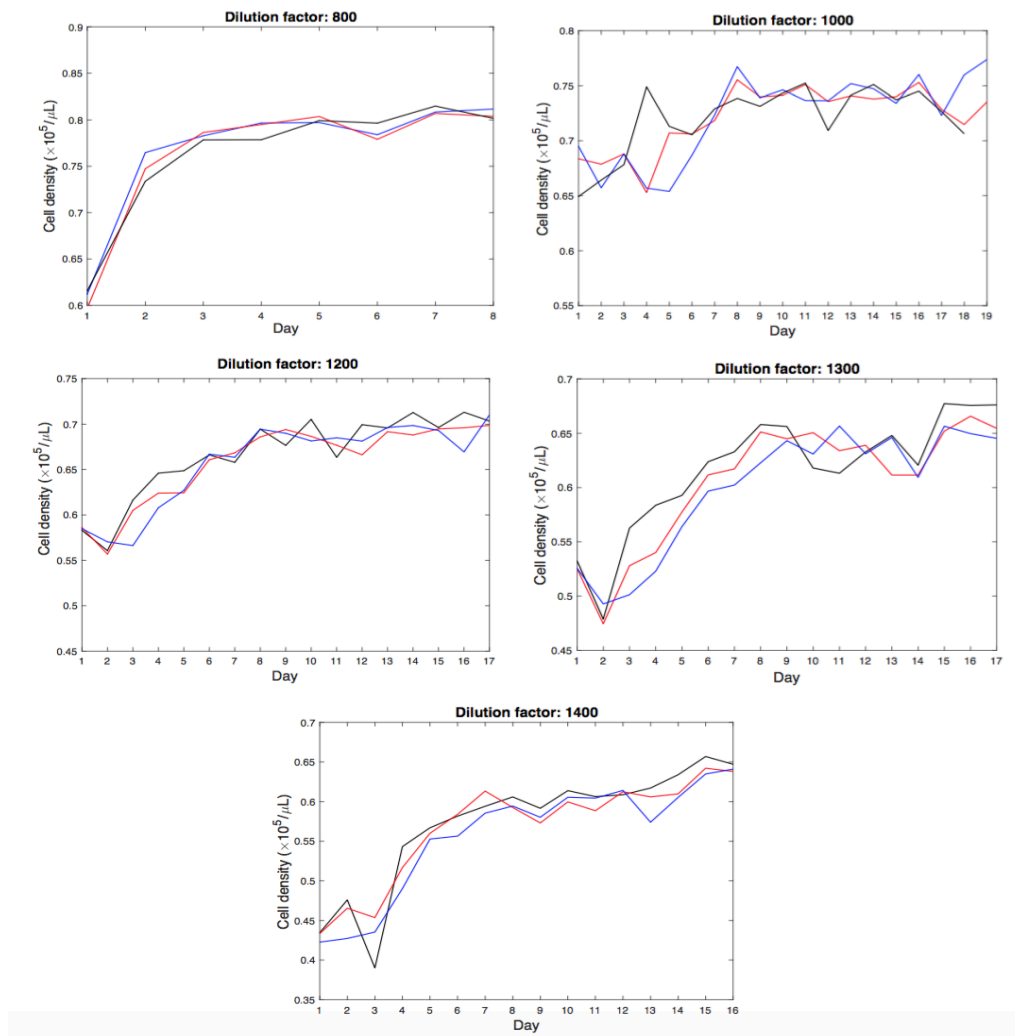 Dilution factor: 800
0.9
0.85
0.8
0.75
0.7
0.65
0.6
Cell density (×10⁵/μL)
1 2 3 4 5 6 7 8
Day
Dilution factor: 1000
0.8
0.75
0.7
0.65
0.6
0.55
Cell density (×10⁵/μL)
1 2 3 4 5 6 7 8 9 10 11 12 13 14 15 16 17 18 19
Day
Dilution factor: 1200
0.75
0.7
0.65
0.6
0.55
0.5
0.45
Cell density (×10⁵/μL)
1 2 3 4 5 6 7 8 9 10 11 12 13 14 15 16 17
Day
Dilution factor: 1300
0.7
0.65
0.6
0.55
0.5
0.45
Cell density (×10⁵/μL)
1 2 3 4 5 6 7 8 9 10 11 12 13 14 15 16 17
Day
Dilution factor: 1400
0.7
0.65
0.6
0.55
0.5
0.45
0.4
0.35
Cell density (×10⁵/μL)
1 2 3 4 5 6 7 8 9 10 11 12 13 14 15 16
Day